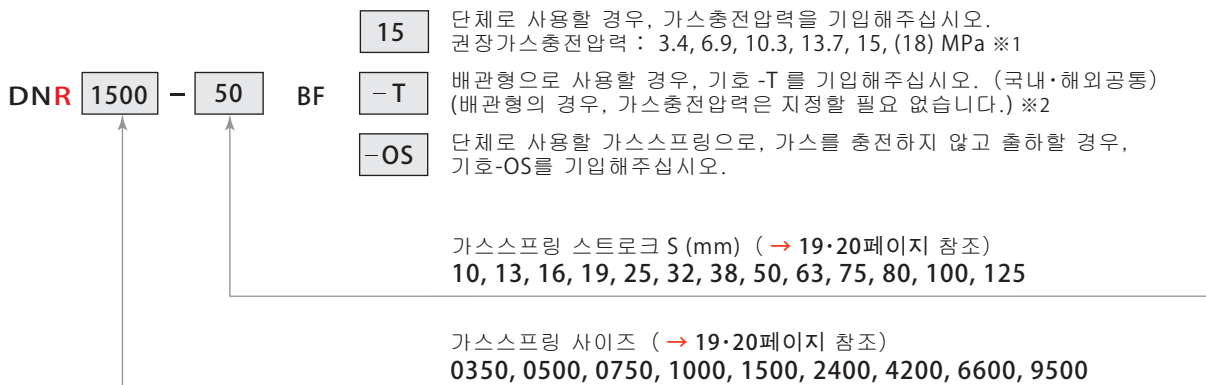 15
단체로 사용할 경우, 가스충전압력을 기입해주십시오.
권장가스충전압력 : 3.4, 6.9, 10.3, 13.7, 15, (18) MPa ※1
DNR 1500 – 50 BF
–T
배관형으로 사용할 경우, 기호 -T 를 기입해주십시오. (국내·해외공통)
(배관형의 경우, 가스충전압력은 지정할 필요 없습니다.) ※2
–OS
단체로 사용할 가스스프링으로, 가스를 충전하지 않고 출하할 경우,
기호-OS를 기입해주십시오.
가스스프링 스트로크 S (mm) ( → 19·20페이지 참조)
10, 13, 16, 19, 25, 32, 38, 50, 63, 75, 80, 100, 125
가스스프링 사이즈 ( → 19·20페이지 참조)
0350, 0500, 0750, 1000, 1500, 2400, 4200, 6600, 9500